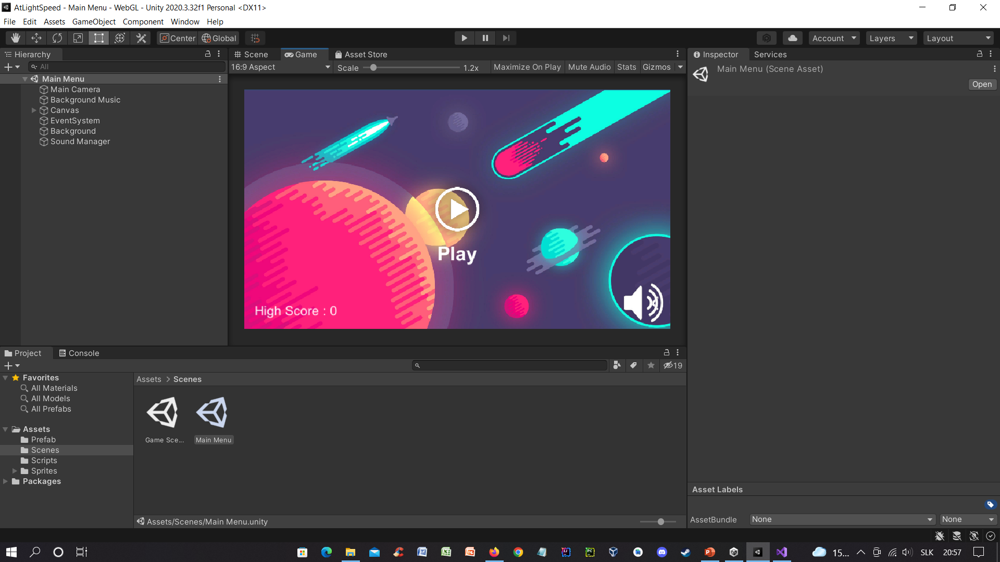 AtLightSpeed - Main Menu - WebGL - Unity 2020.3.32f1 Personal <DX11>
File Edit Assets GameObject Component Window Help
Center Global Account Layers Layout
Hierarchy
All
Main Menu
Main Camera
Background Music
Canvas
EventSystem
Background
Sound Manager
Scene Game Asset Store
16:9 Aspect Scale 1.2x Maximize On Play Mute Audio Stats Gizmos
Play
High Score : 0
Inspector Services
Main Menu (Scene Asset)
Open
Project Console
19
Favorites
All Materials
All Models
All Prefabs
Assets
Prefab
Scenes
Scripts
Sprites
Packages
Assets > Scenes
Game Sce...
Main Menu
Assets/Scenes/Main Menu.unity
Asset Labels
AssetBundle None None
15... SLK 20:57